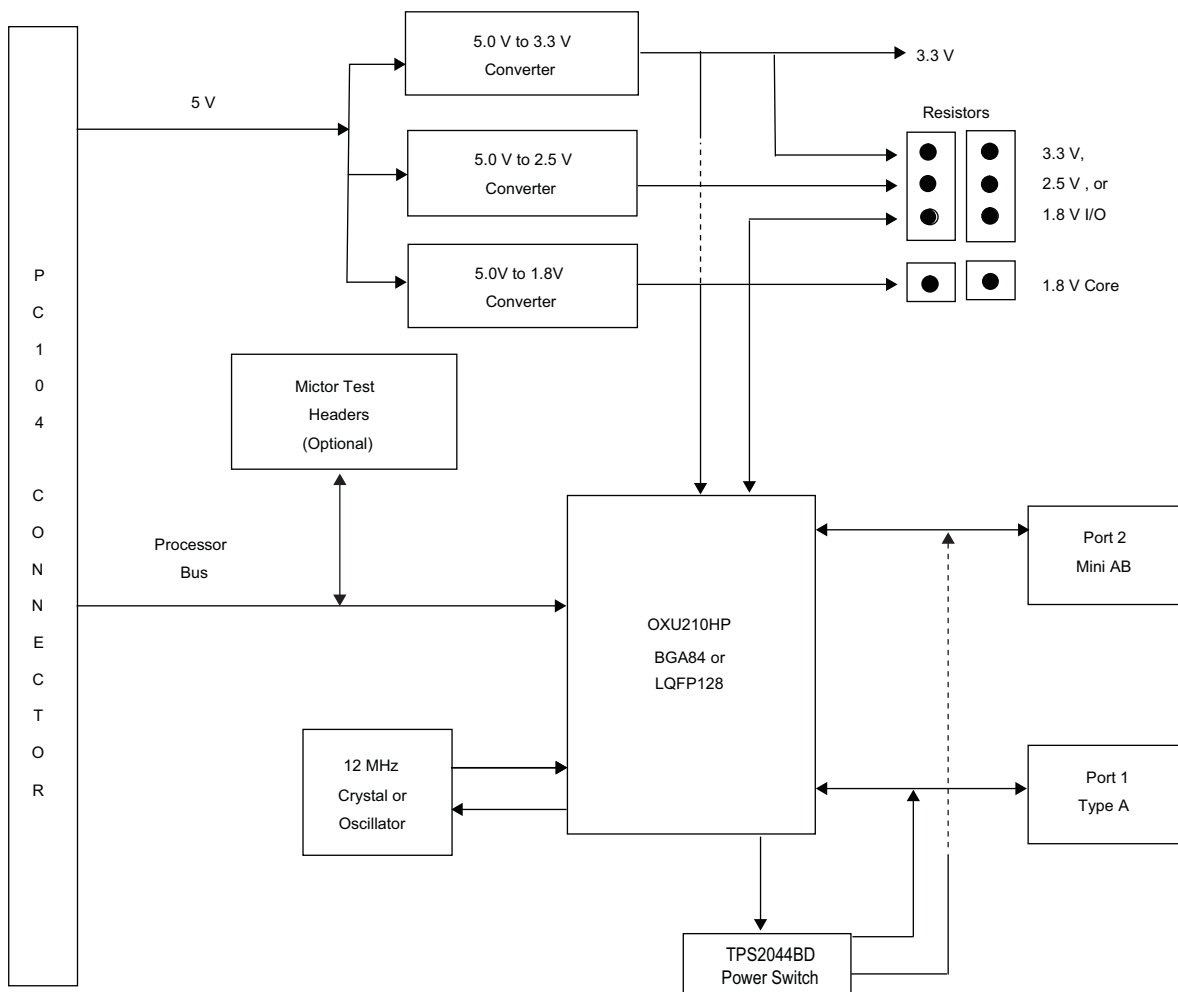 5.0 V to 3.3 V
Converter
3.3 V
5 V
Resistors
5.0 V to 2.5 V
Converter
3.3 V,
2.5 V , or
1.8 V I/O
5.0V to 1.8V
Converter
1.8 V Core
PC104 CONNECTOR
Mictor Test
Headers
(Optional)
Processor
Bus
Port 2
Mini AB
OXU210HP
BGA84 or
LQFP128
12 MHz
Crystal or
Oscillator
Port 1
Type A
TPS2044BD
Power Switch